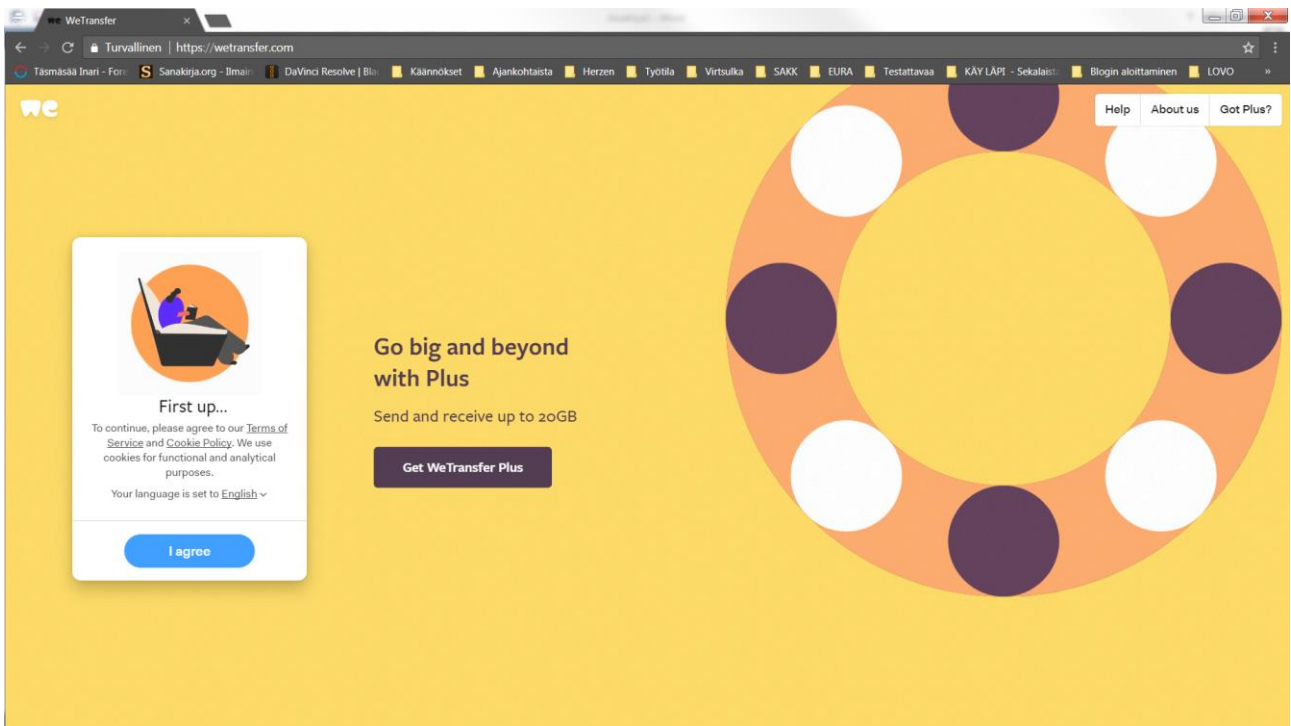 we WeTransfer
Turvallinen | https://wetransfer.com
Täsmäsää Inari - Fore Sanakirja.org - Ilmain DaVinci Resolve | Bla Käännökset Ajankohtaista Herzen Työtila Virtsulka SAKK EURA Testattavaa KÄY LÄPI - Sekalaist Blogin aloittaminen LOVO »
we
Help About us Got Plus?
First up...
To continue, please agree to our Terms of
Service and Cookie Policy. We use
cookies for functional and analytical
purposes.
Your language is set to English
I agree
Go big and beyond
with Plus
Send and receive up to 20GB
Get WeTransfer Plus